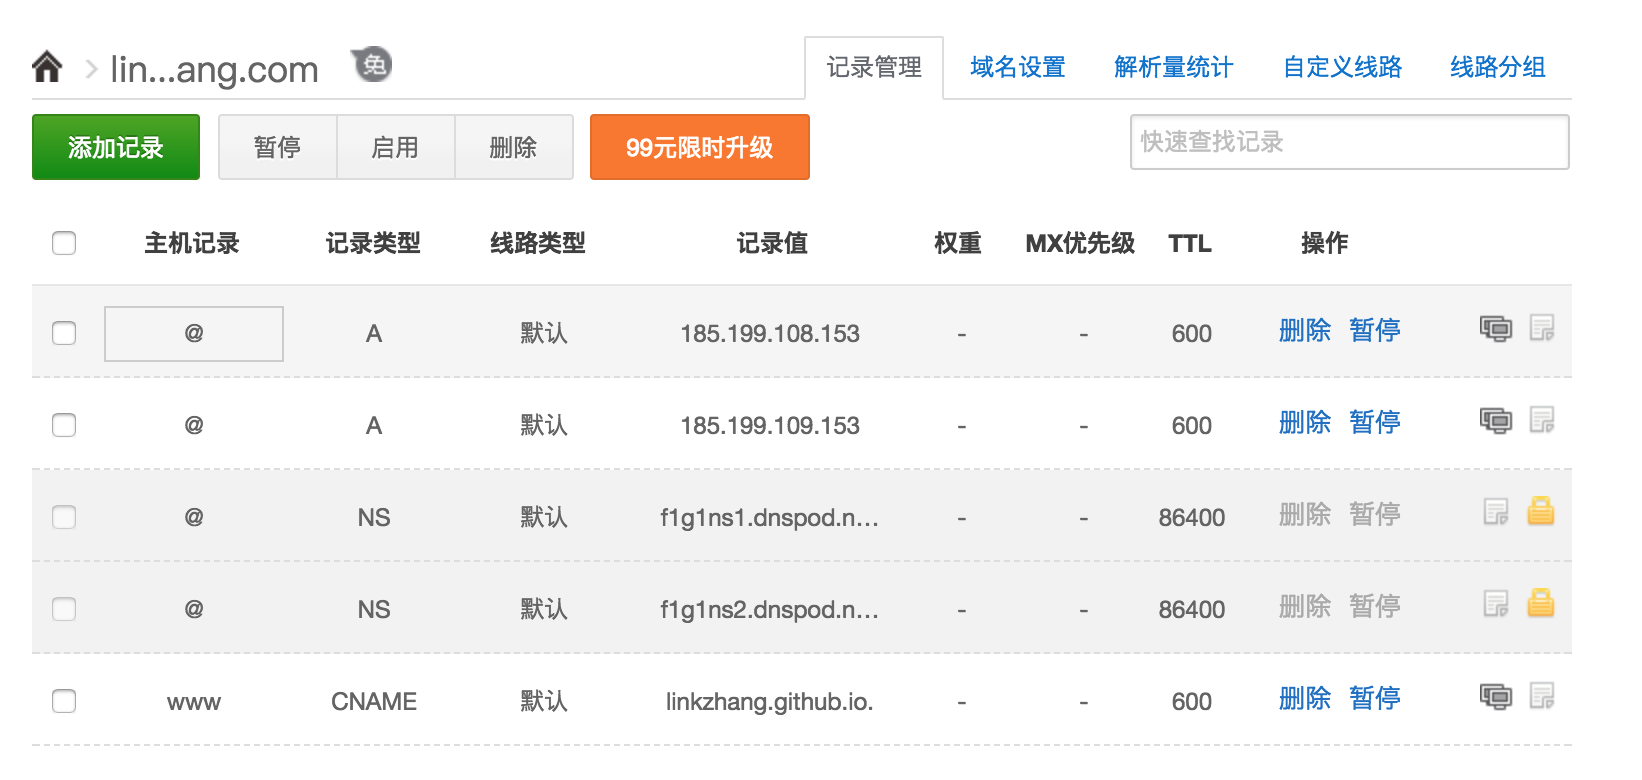 lin...ang.com 免 记录管理 域名设置 解析量统计 自定义线路 线路分组
添加记录 暂停 启用 删除 99元限时升级 快速查找记录
主机记录 记录类型 线路类型 记录值 权重 MX优先级 TTL 操作
@ A 默认 185.199.108.153 - - 600 删除 暂停
@ A 默认 185.199.109.153 - - 600 删除 暂停
@ NS 默认 f1g1ns1.dnspod.n... - - 86400 删除 暂停
@ NS 默认 f1g1ns2.dnspod.n... - - 86400 删除 暂停
www CNAME 默认 linkzhang.github.io. - - 600 删除 暂停